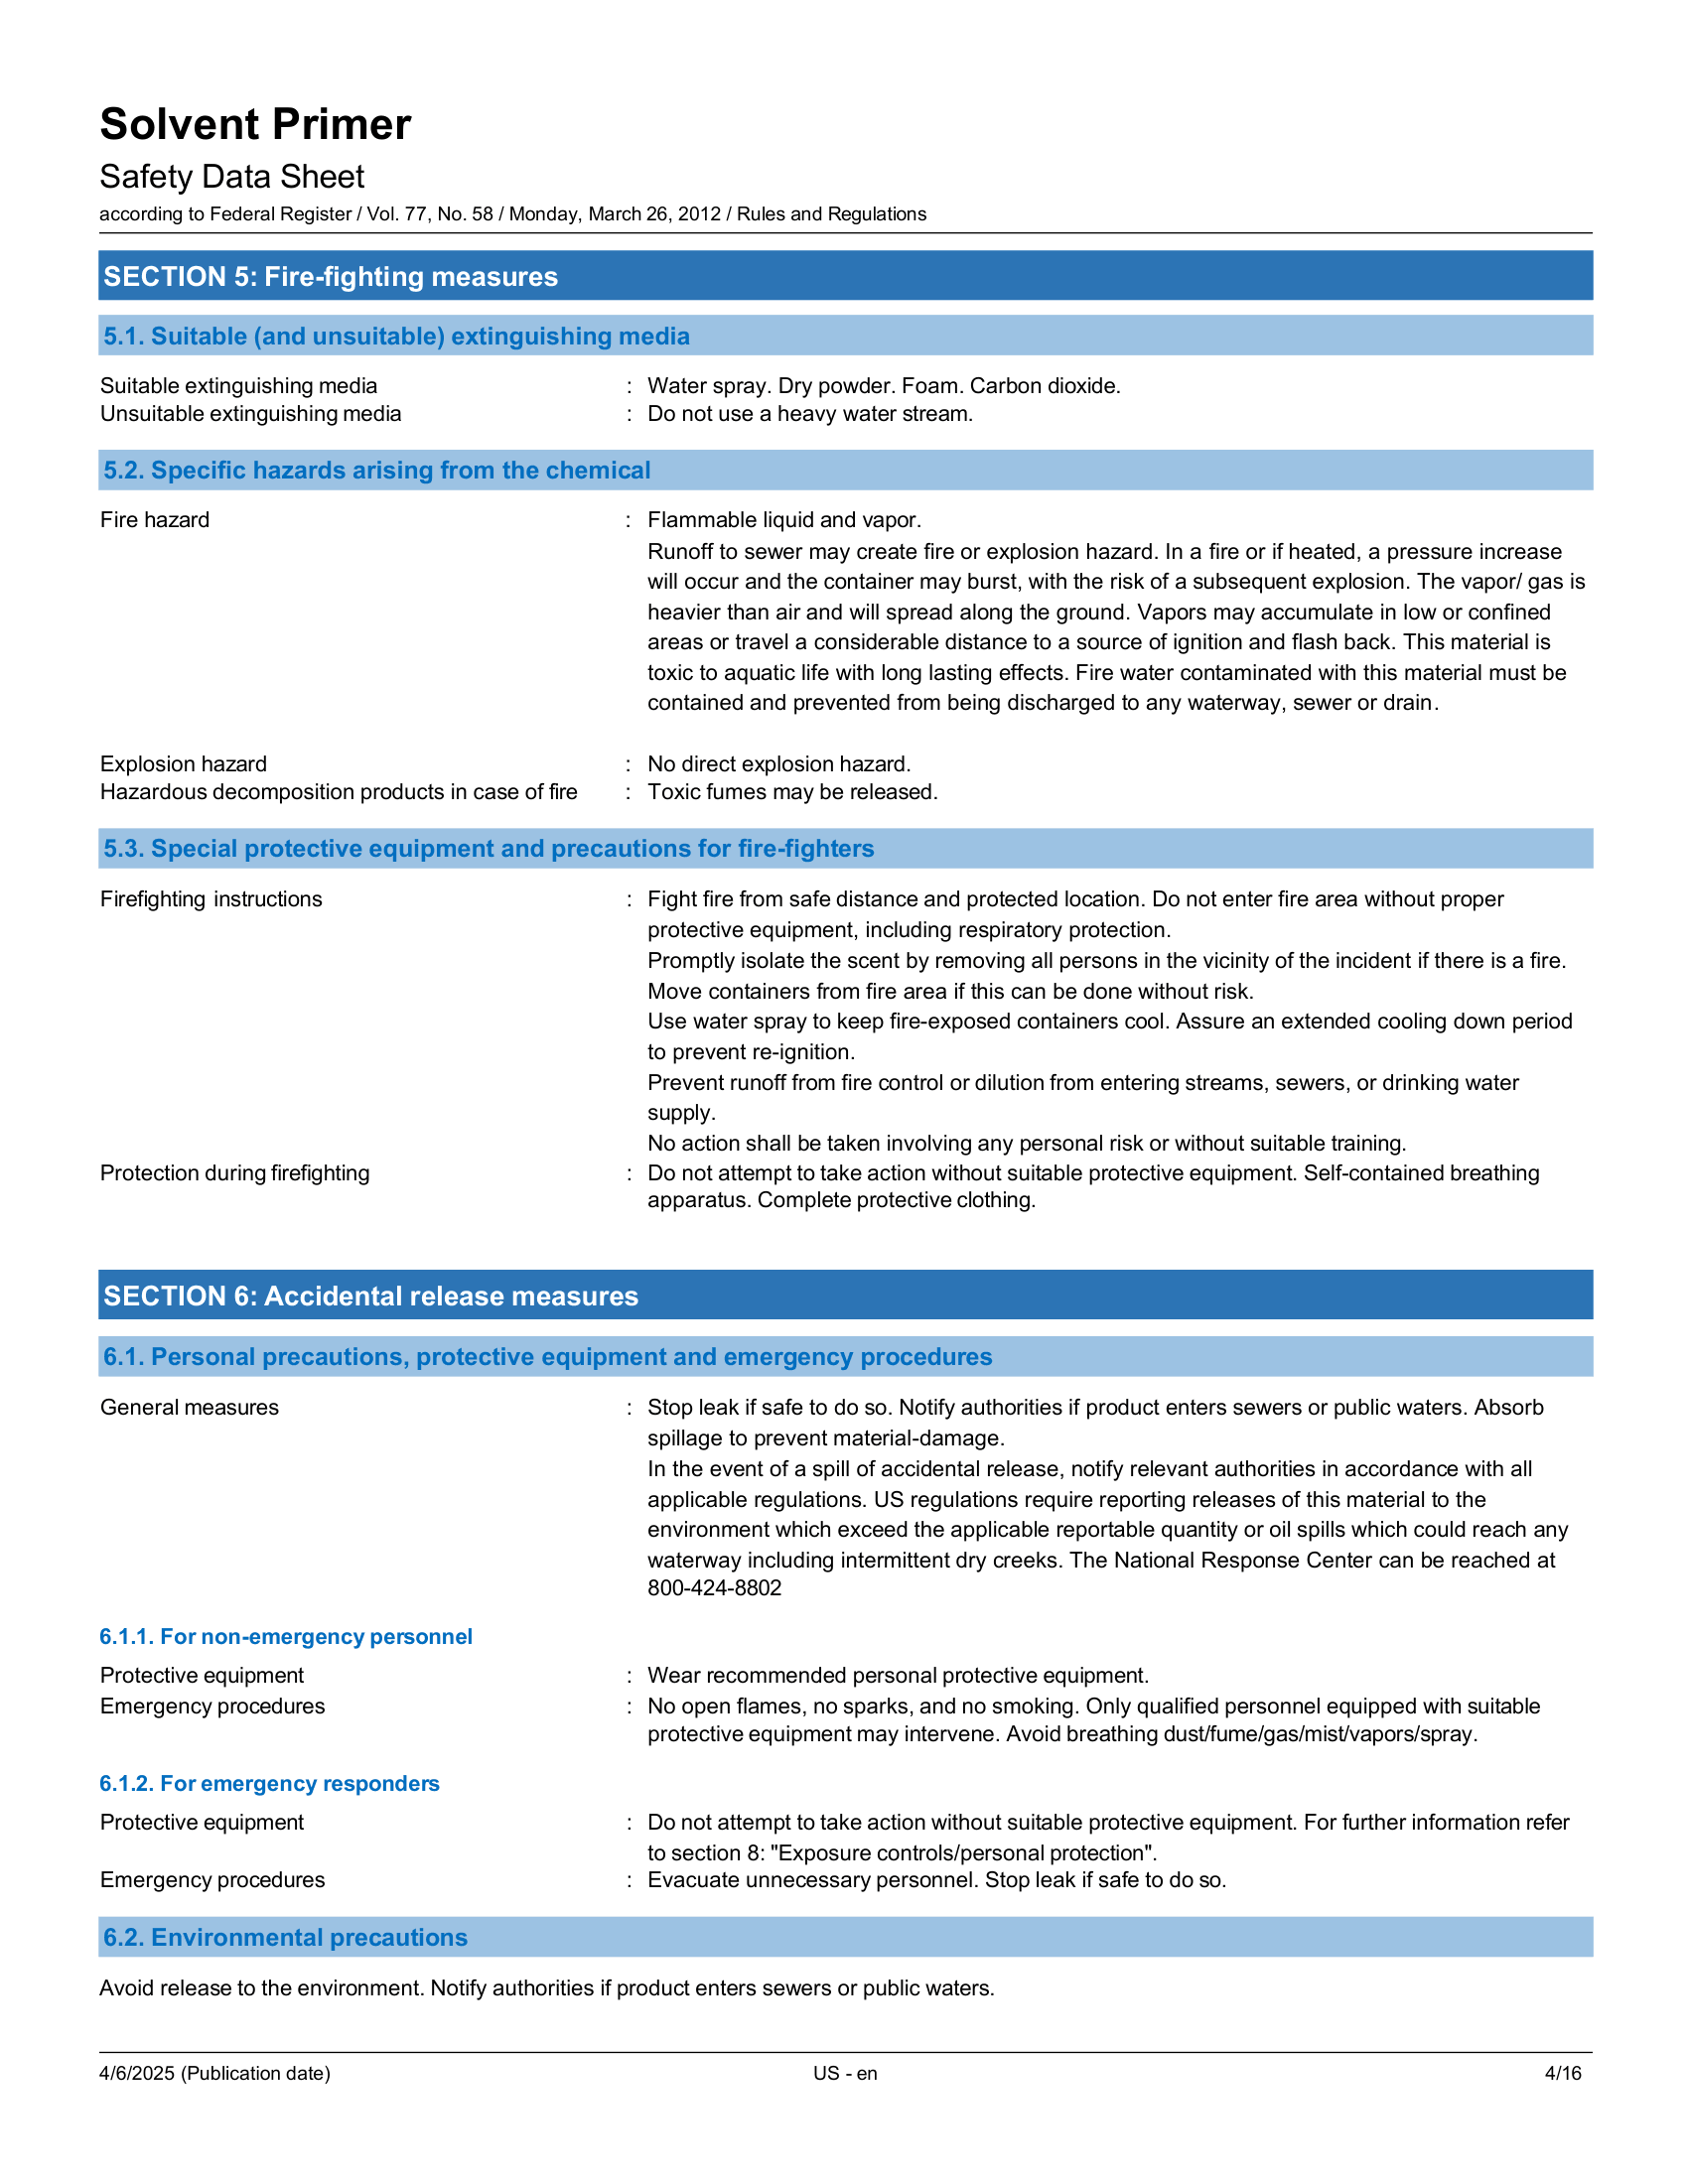 Solvent Primer
Safety Data Sheet
according to Federal Register / Vol. 77, No. 58 / Monday, March 26, 2012 / Rules and Regulations
SECTION 5: Fire-fighting measures
5.1. Suitable (and unsuitable) extinguishing media
Suitable extinguishing media : Water spray. Dry powder. Foam. Carbon dioxide.
Unsuitable extinguishing media : Do not use a heavy water stream.
5.2. Specific hazards arising from the chemical
Fire hazard : Flammable liquid and vapor.
Runoff to sewer may create fire or explosion hazard. In a fire or if heated, a pressure increase
will occur and the container may burst, with the risk of a subsequent explosion. The vapor/ gas is
heavier than air and will spread along the ground. Vapors may accumulate in low or confined
areas or travel a considerable distance to a source of ignition and flash back. This material is
toxic to aquatic life with long lasting effects. Fire water contaminated with this material must be
contained and prevented from being discharged to any waterway, sewer or drain.
Explosion hazard : No direct explosion hazard.
Hazardous decomposition products in case of fire : Toxic fumes may be released.
5.3. Special protective equipment and precautions for fire-fighters
Firefighting instructions : Fight fire from safe distance and protected location. Do not enter fire area without proper
protective equipment, including respiratory protection.
Promptly isolate the scent by removing all persons in the vicinity of the incident if there is a fire.
Move containers from fire area if this can be done without risk.
Use water spray to keep fire-exposed containers cool. Assure an extended cooling down period
to prevent re-ignition.
Prevent runoff from fire control or dilution from entering streams, sewers, or drinking water
supply.
No action shall be taken involving any personal risk or without suitable training.
Protection during firefighting : Do not attempt to take action without suitable protective equipment. Self-contained breathing
apparatus. Complete protective clothing.
SECTION 6: Accidental release measures
6.1. Personal precautions, protective equipment and emergency procedures
General measures : Stop leak if safe to do so. Notify authorities if product enters sewers or public waters. Absorb
spillage to prevent material-damage.
In the event of a spill of accidental release, notify relevant authorities in accordance with all
applicable regulations. US regulations require reporting releases of this material to the
environment which exceed the applicable reportable quantity or oil spills which could reach any
waterway including intermittent dry creeks. The National Response Center can be reached at
800-424-8802
6.1.1. For non-emergency personnel
Protective equipment : Wear recommended personal protective equipment.
Emergency procedures : No open flames, no sparks, and no smoking. Only qualified personnel equipped with suitable
protective equipment may intervene. Avoid breathing dust/fume/gas/mist/vapors/spray.
6.1.2. For emergency responders
Protective equipment : Do not attempt to take action without suitable protective equipment. For further information refer
to section 8: "Exposure controls/personal protection".
Emergency procedures : Evacuate unnecessary personnel. Stop leak if safe to do so.
6.2. Environmental precautions
Avoid release to the environment. Notify authorities if product enters sewers or public waters.
4/6/2025 (Publication date) US - en 4/16